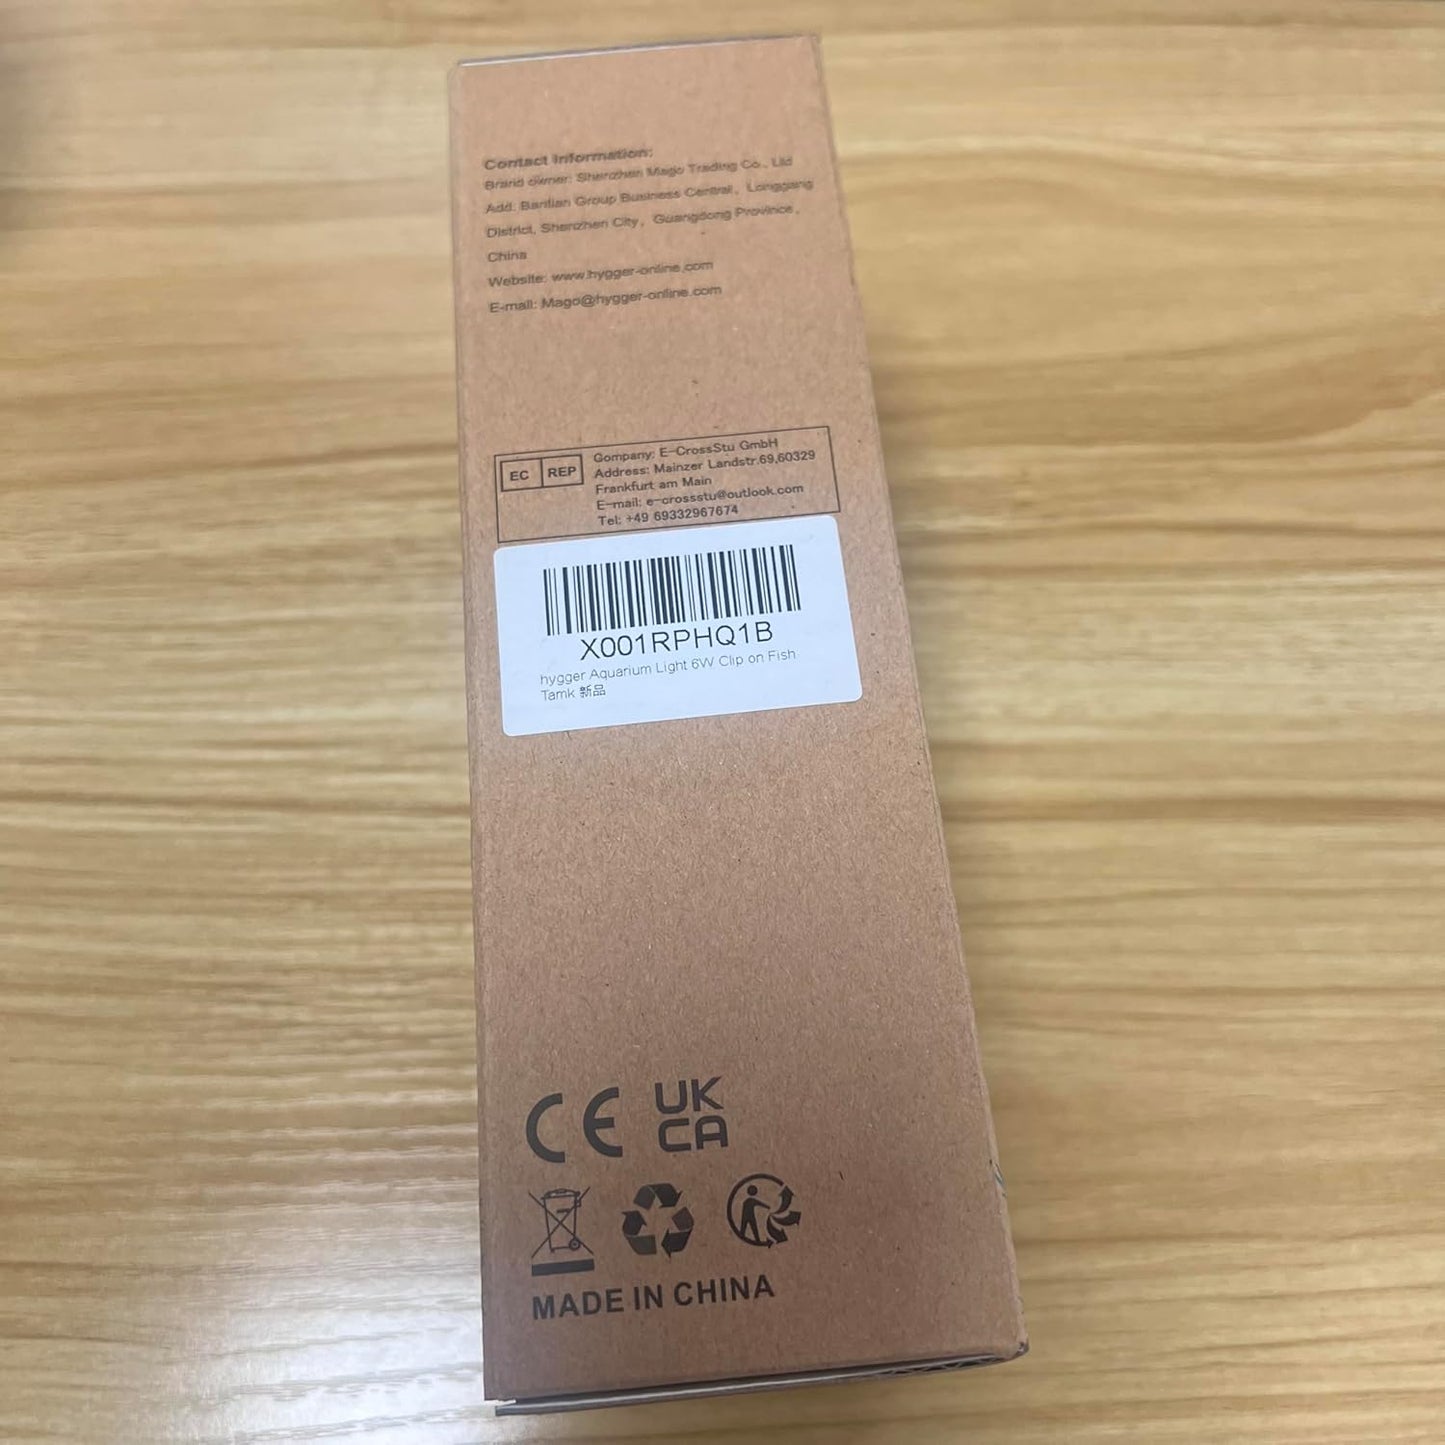 Contact Information:
Brand owner: Shenzhen Mago Trading Co., Ltd
Add: Bantian Group Business Central, Longgang
District, Shenzhen City, Guangdong Province,
China
Website: www.hygger-online.com
E-mail: Mago@hygger-online.com
EC REP
Gompany: E-CrossStu GmbH
Address: Mainzer Landstr.69,60329
Frankfurt am Main
E-mail: e-crossstu@outlook.com
Tel: +49 69332967674
X001RPHQ1B
hygger Aquarium Light 6W Clip on Fish
Tamk 新品
CE
UK
CA
MADE IN CHINA